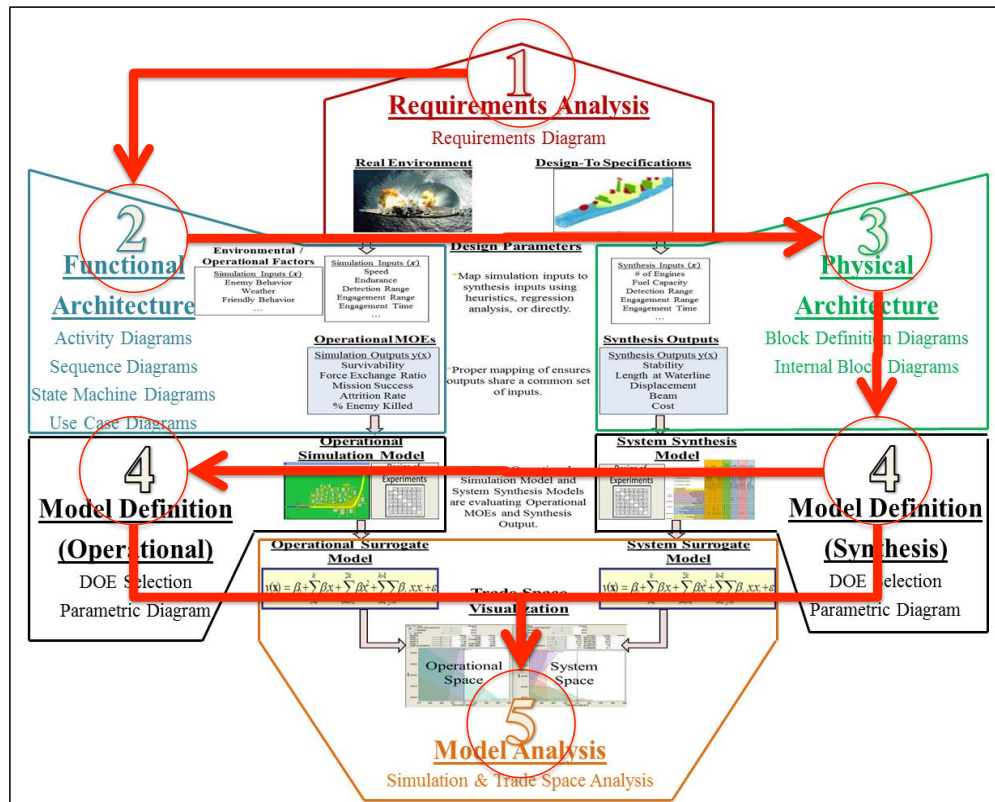 1
Requirements Analysis
Requirements Diagram
Real Environment
Design-To Specifications
2
Functional
Architecture
Activity Diagrams
Sequence Diagrams
State Machine Diagrams
Use Case Diagrams
Environmental /
Operational Factors
Simulation Inputs (x)
Enemy Behavior
Weather
Friendly Behavior
...
Simulation Inputs (x)
Speed
Endurance
Detection Range
Engagement Range
Engagement Time
...
Operational MOEs
Simulation Outputs y(x)
Survivability
Force Exchange Ratio
Mission Success
Attrition Rate
% Enemy Killed
Design Parameters
*Map simulation inputs to
synthesis inputs using
heuristics, regression
analysis, or directly.
*Proper mapping of ensures
outputs share a common set
of inputs.
Synthesis Inputs (x)
# of Engines
Fuel Capacity
Detection Range
Engagement Range
Engagement Time
...
Synthesis Outputs
Synthesis Outputs y(x)
Stability
Length at Waterline
Displacement
Beam
Cost
3
Physical
Architecture
Block Definition Diagrams
Internal Block Diagrams
4
Model Definition
(Operational)
DOE Selection
Parametric Diagram
Operational
Simulation Model
Experiments
Simulation Model and
System Synthesis Models
are evaluating Operational
MOEs and Synthesis
Output.
System Synthesis
Model
Experiments
4
Model Definition
(Synthesis)
DOE Selection
Parametric Diagram
Operational Surrogate
Model
System Surrogate
Model
Trade Space
Visualization
Operational
Space
System
Space
5
Model Analysis
Simulation & Trade Space Analysis